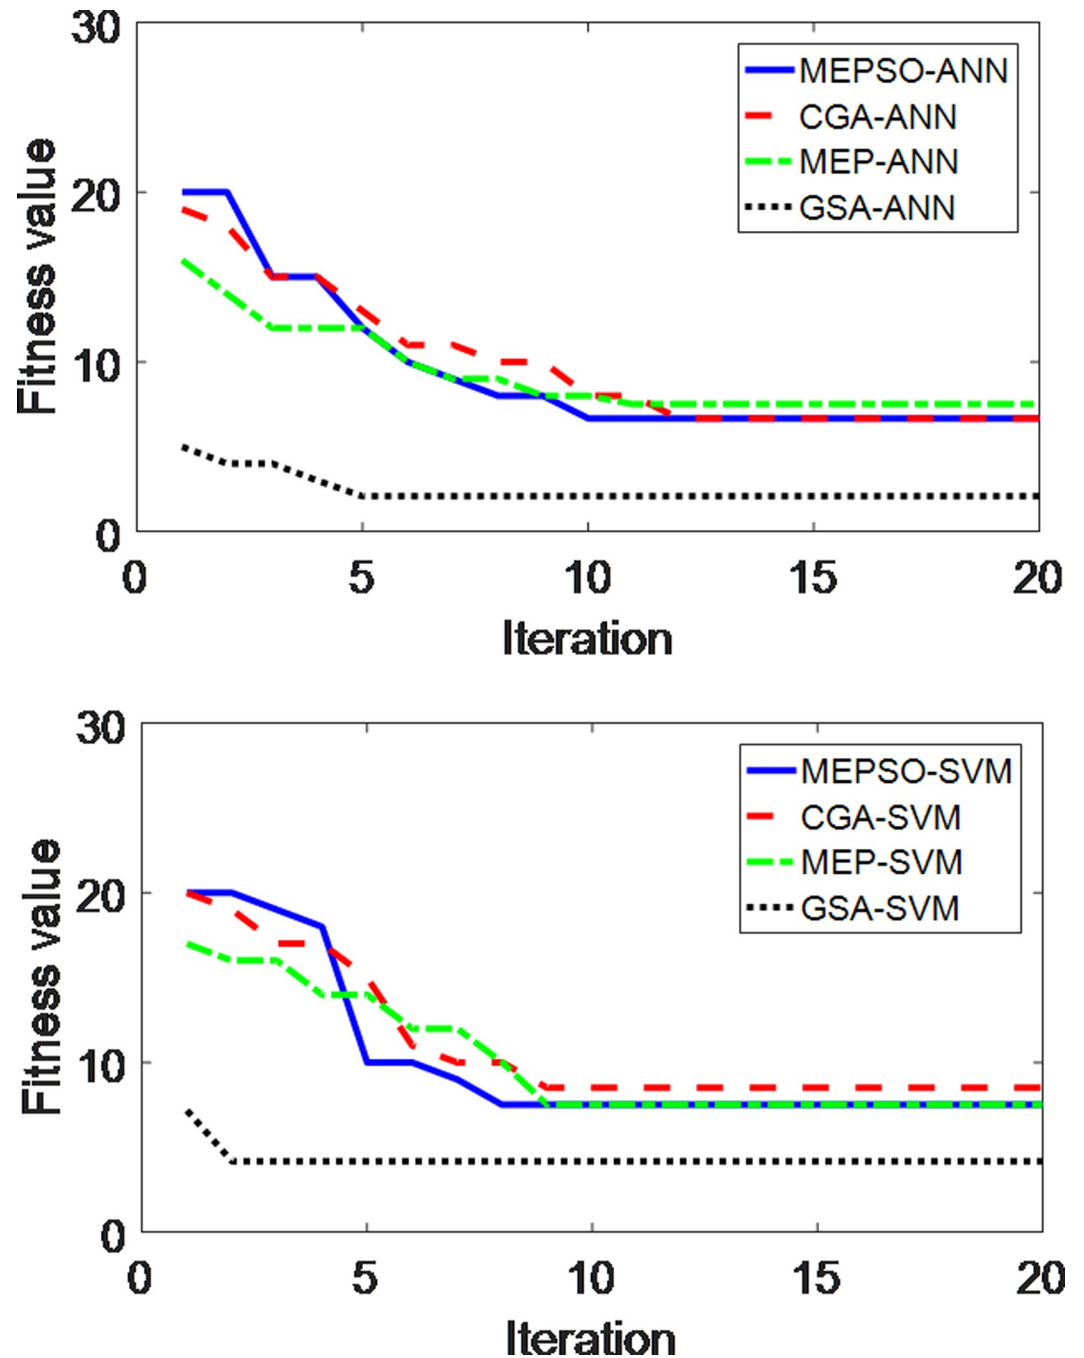 30
20
10
0
Fitness value
MEPSO-ANN
CGA-ANN
MEP-ANN
GSA-ANN
0 5 10 15 20
Iteration
30
20
10
0
Fitness value
MEPSO-SVM
CGA-SVM
MEP-SVM
GSA-SVM
0 5 10 15 20
Iteration